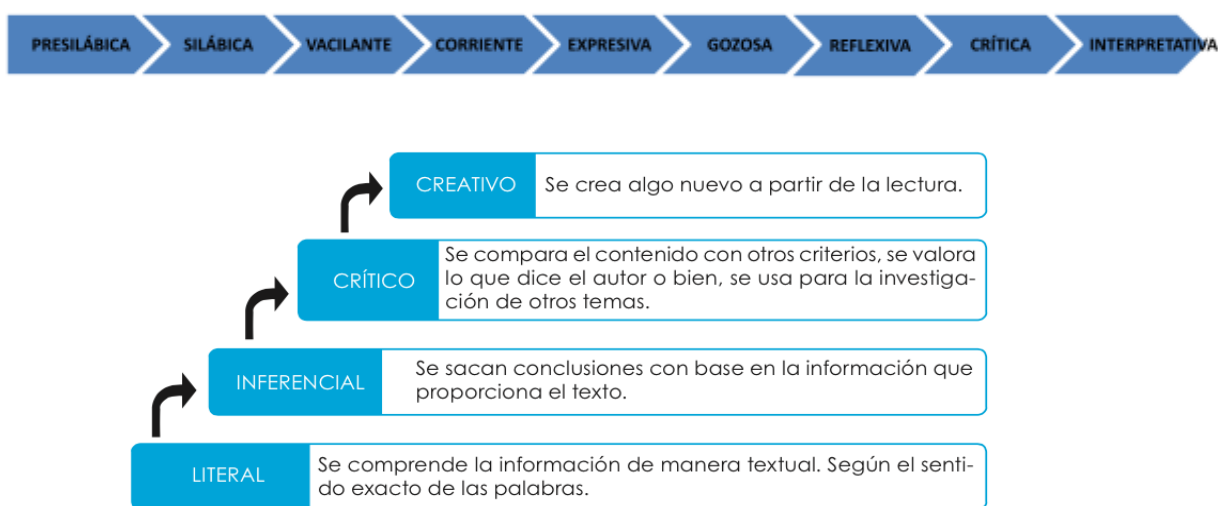 PRESILÁBICA SILÁBICA VACILANTE CORRIENTE EXPRESIVA GOZOSA REFLEXIVA CRÍTICA INTERPRETATIVA
CREATIVO
Se crea algo nuevo a partir de la lectura.
CRÍTICO
Se compara el contenido con otros criterios, se valora
lo que dice el autor o bien, se usa para la investiga-
ción de otros temas.
INFERENCIAL
Se sacan conclusiones con base en la información que
proporciona el texto.
LITERAL
Se comprende la información de manera textual. Según el senti-
do exacto de las palabras.